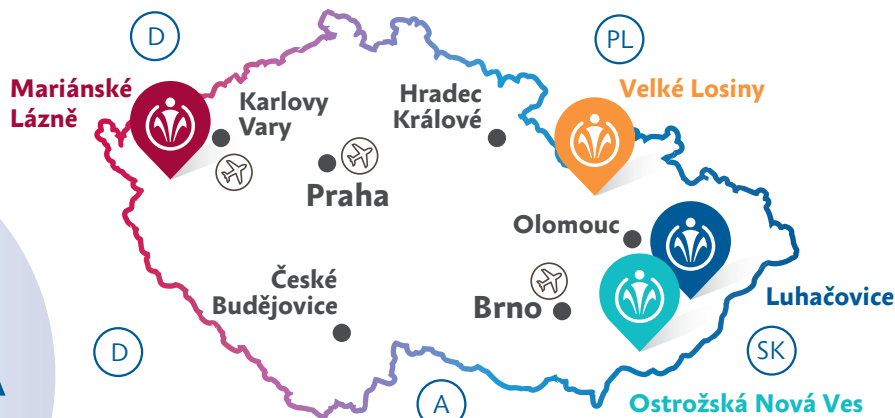 D
PL
Mariánské
Lázně
Karlovy
Vary
Hradec
Králové
Velké Losiny
Praha
Olomouc
České
Budějovice
Brno
Luhačovice
D
SK
A
A
Ostrožská Nová Ves